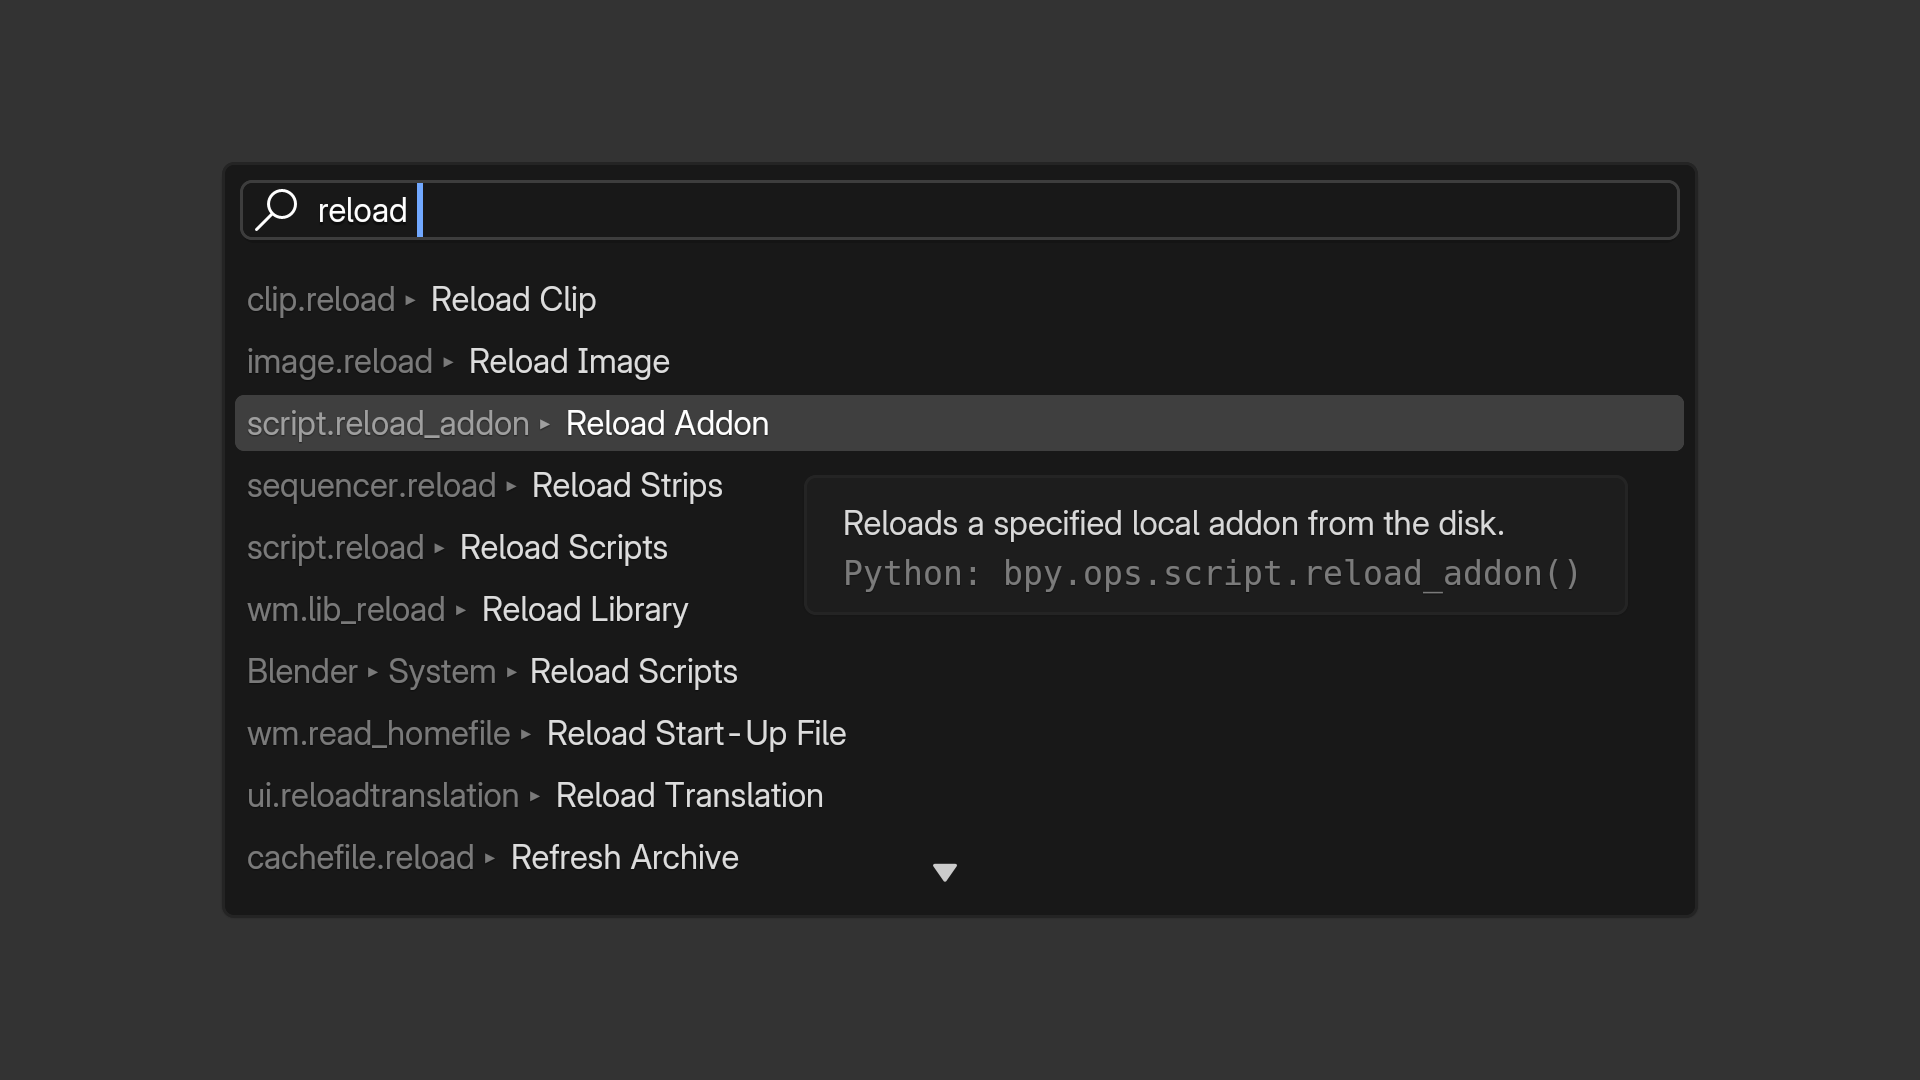 reload
clip.reload ▸ Reload Clip
image.reload ▸ Reload Image
script.reload_addon ▸ Reload Addon
sequencer.reload ▸ Reload Strips
Reloads a specified local addon from the disk.
Python: bpy.ops.script.reload_addon()
script.reload ▸ Reload Scripts
wm.lib_reload ▸ Reload Library
Blender ▸ System ▸ Reload Scripts
wm.read_homefile ▸ Reload Start-Up File
ui.reloadtranslation ▸ Reload Translation
cachefile.reload ▸ Refresh Archive